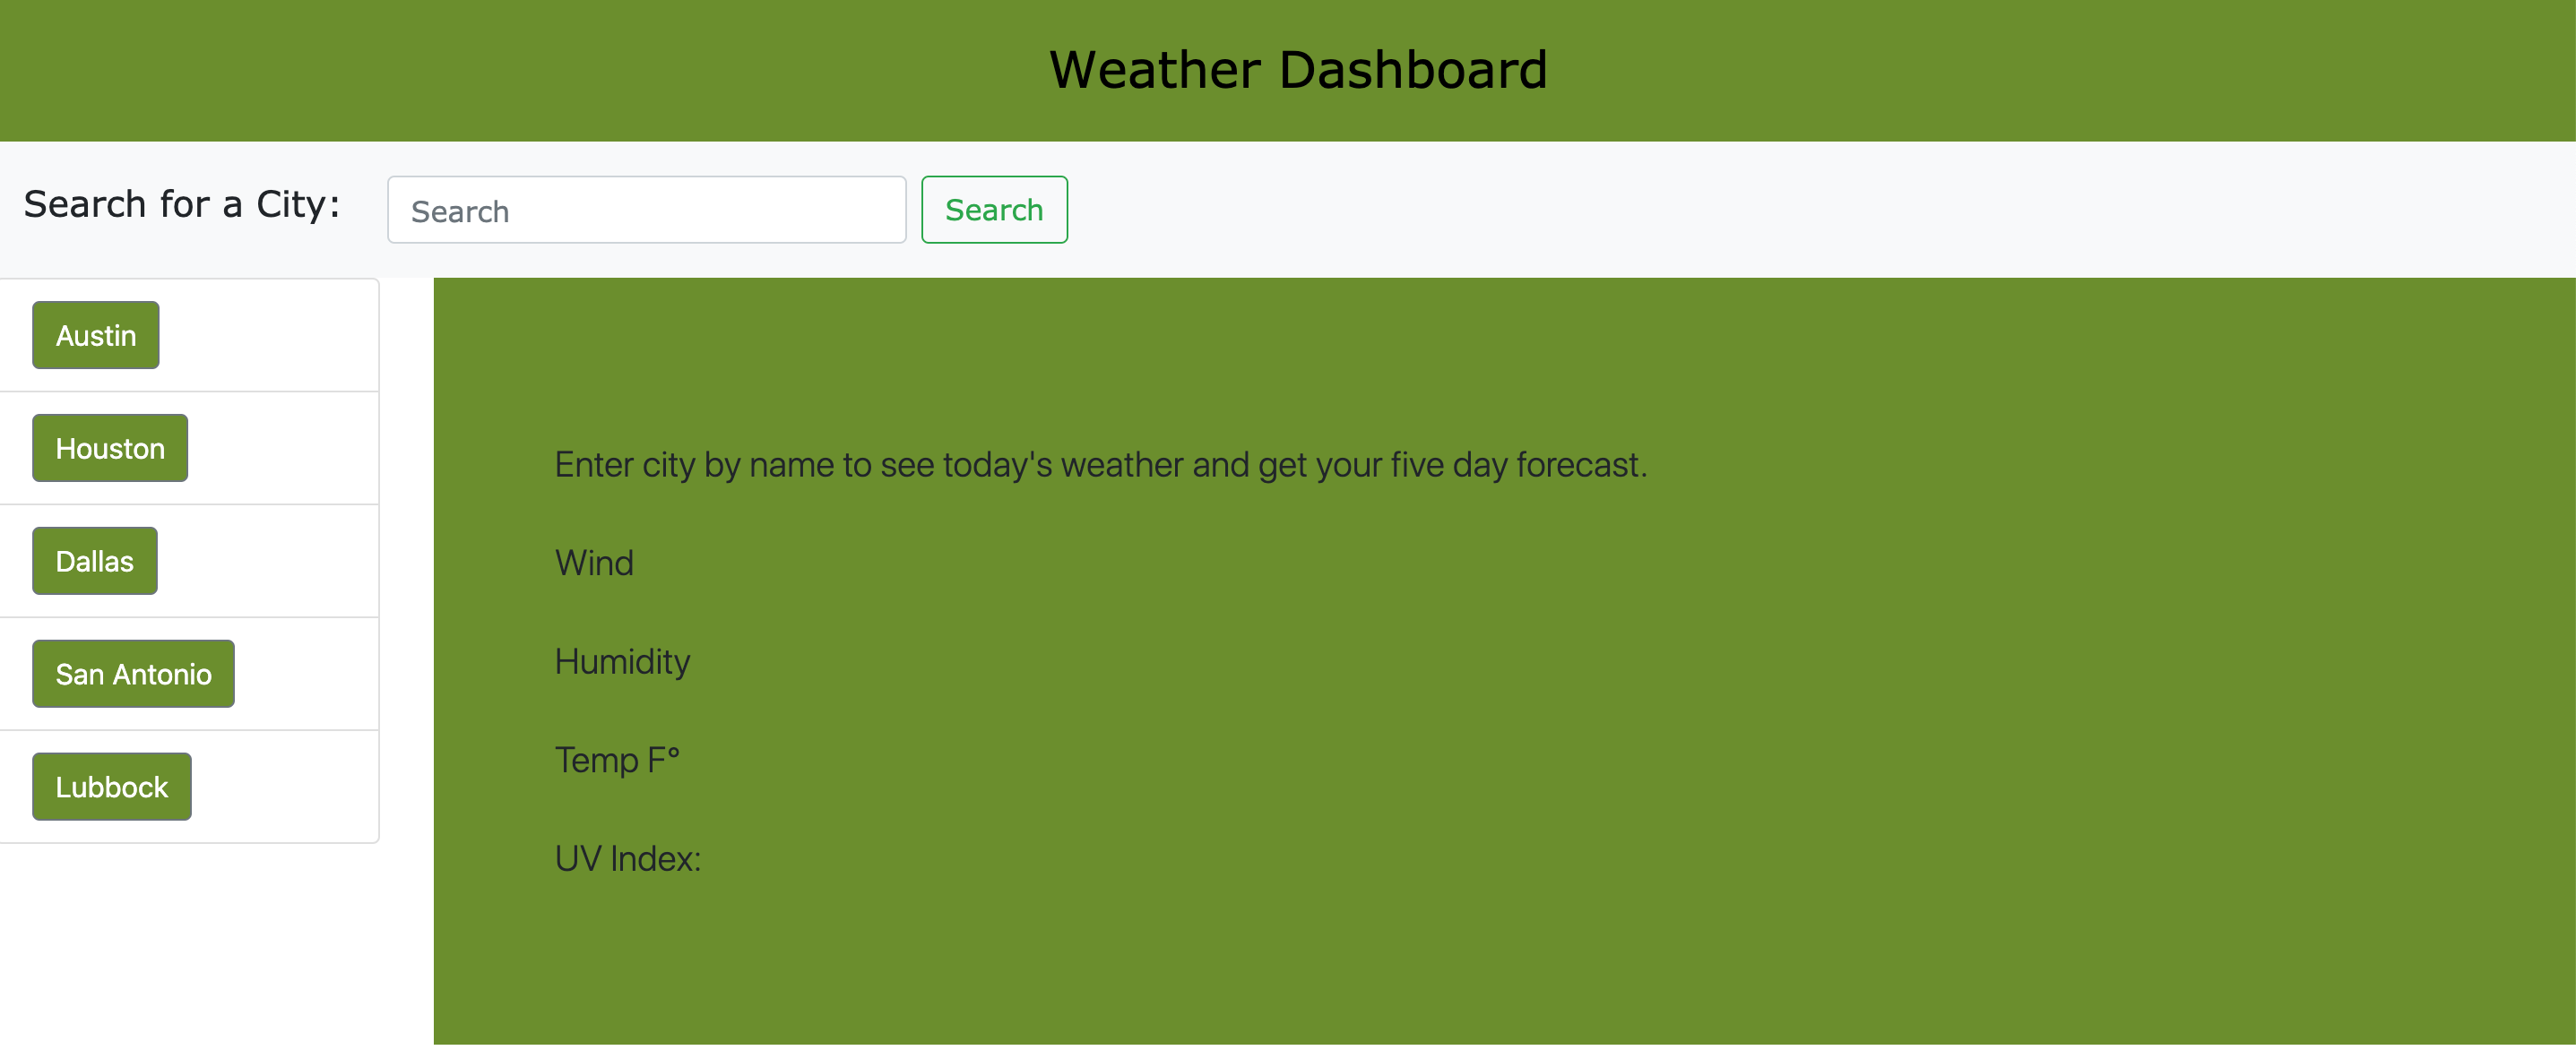 Weather Dashboard
Search for a City:
Search
Search
Austin
Houston
Dallas
San Antonio
Lubbock
Enter city by name to see today's weather and get your five day forecast.
Wind
Humidity
Temp F°
UV Index: